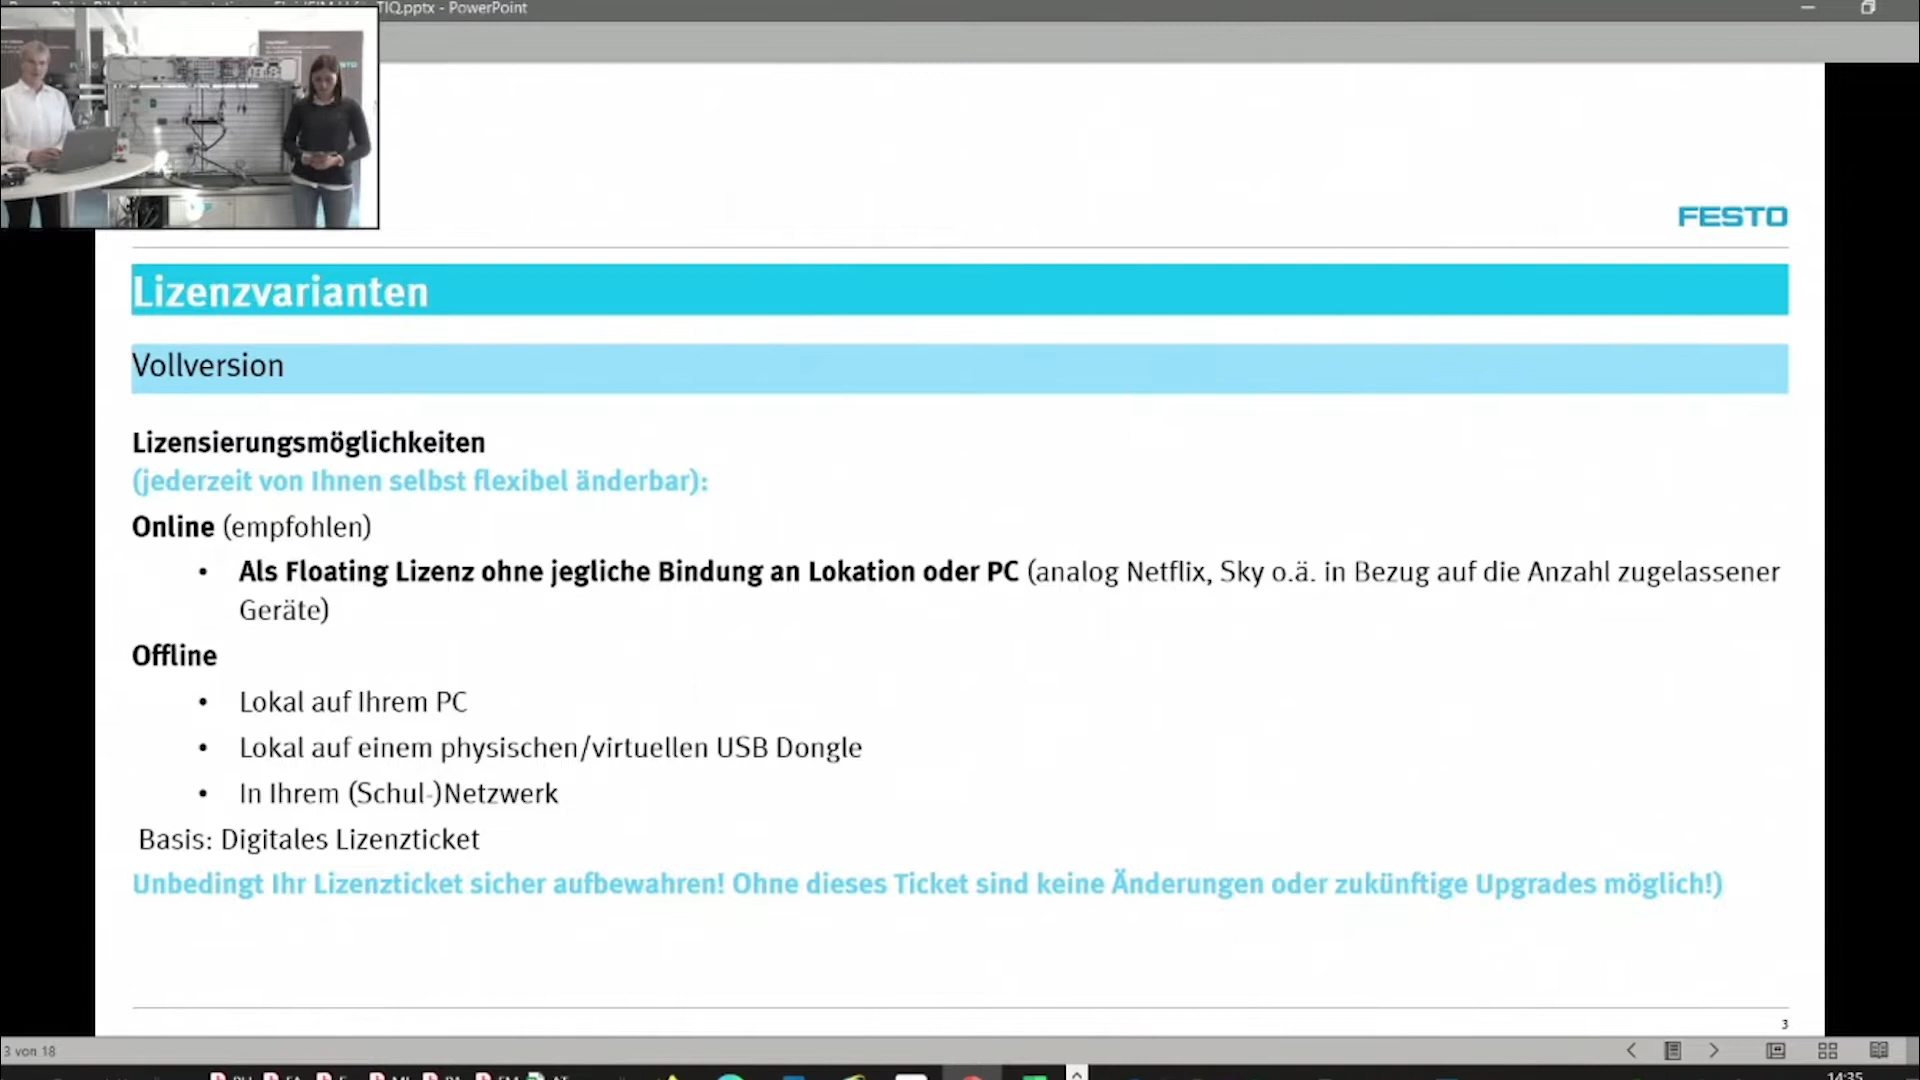 TIQ.pptx - PowerPoint
FESTO
Lizenzvarianten
Vollversion
Lizensierungsmöglichkeiten
(jederzeit von Ihnen selbst flexibel änderbar):
Online (empfohlen)
• Als Floating Lizenz ohne jegliche Bindung an Lokation oder PC (analog Netflix, Sky o.ä. in Bezug auf die Anzahl zugelassener
Geräte)
Offline
• Lokal auf Ihrem PC
• Lokal auf einem physischen/virtuellen USB Dongle
• In Ihrem (Schul-)Netzwerk
Basis: Digitales Lizenzticket
Unbedingt Ihr Lizenzticket sicher aufbewahren! Ohne dieses Ticket sind keine Änderungen oder zukünftige Upgrades möglich!)
3
3 von 18
14:35